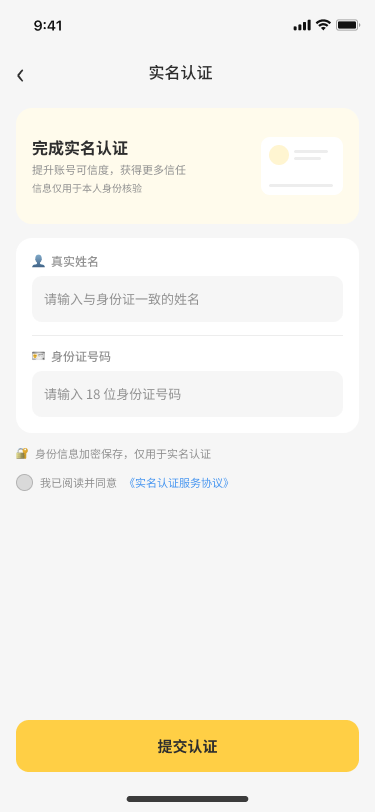 9:41
实名认证
完成实名认证
提升账号可信度，获得更多信任
信息仅用于本人身份核验
真实姓名
请输入与身份证一致的姓名
身份证号码
请输入 18 位身份证号码
身份信息加密保存，仅用于实名认证
我已阅读并同意 《实名认证服务协议》
提交认证